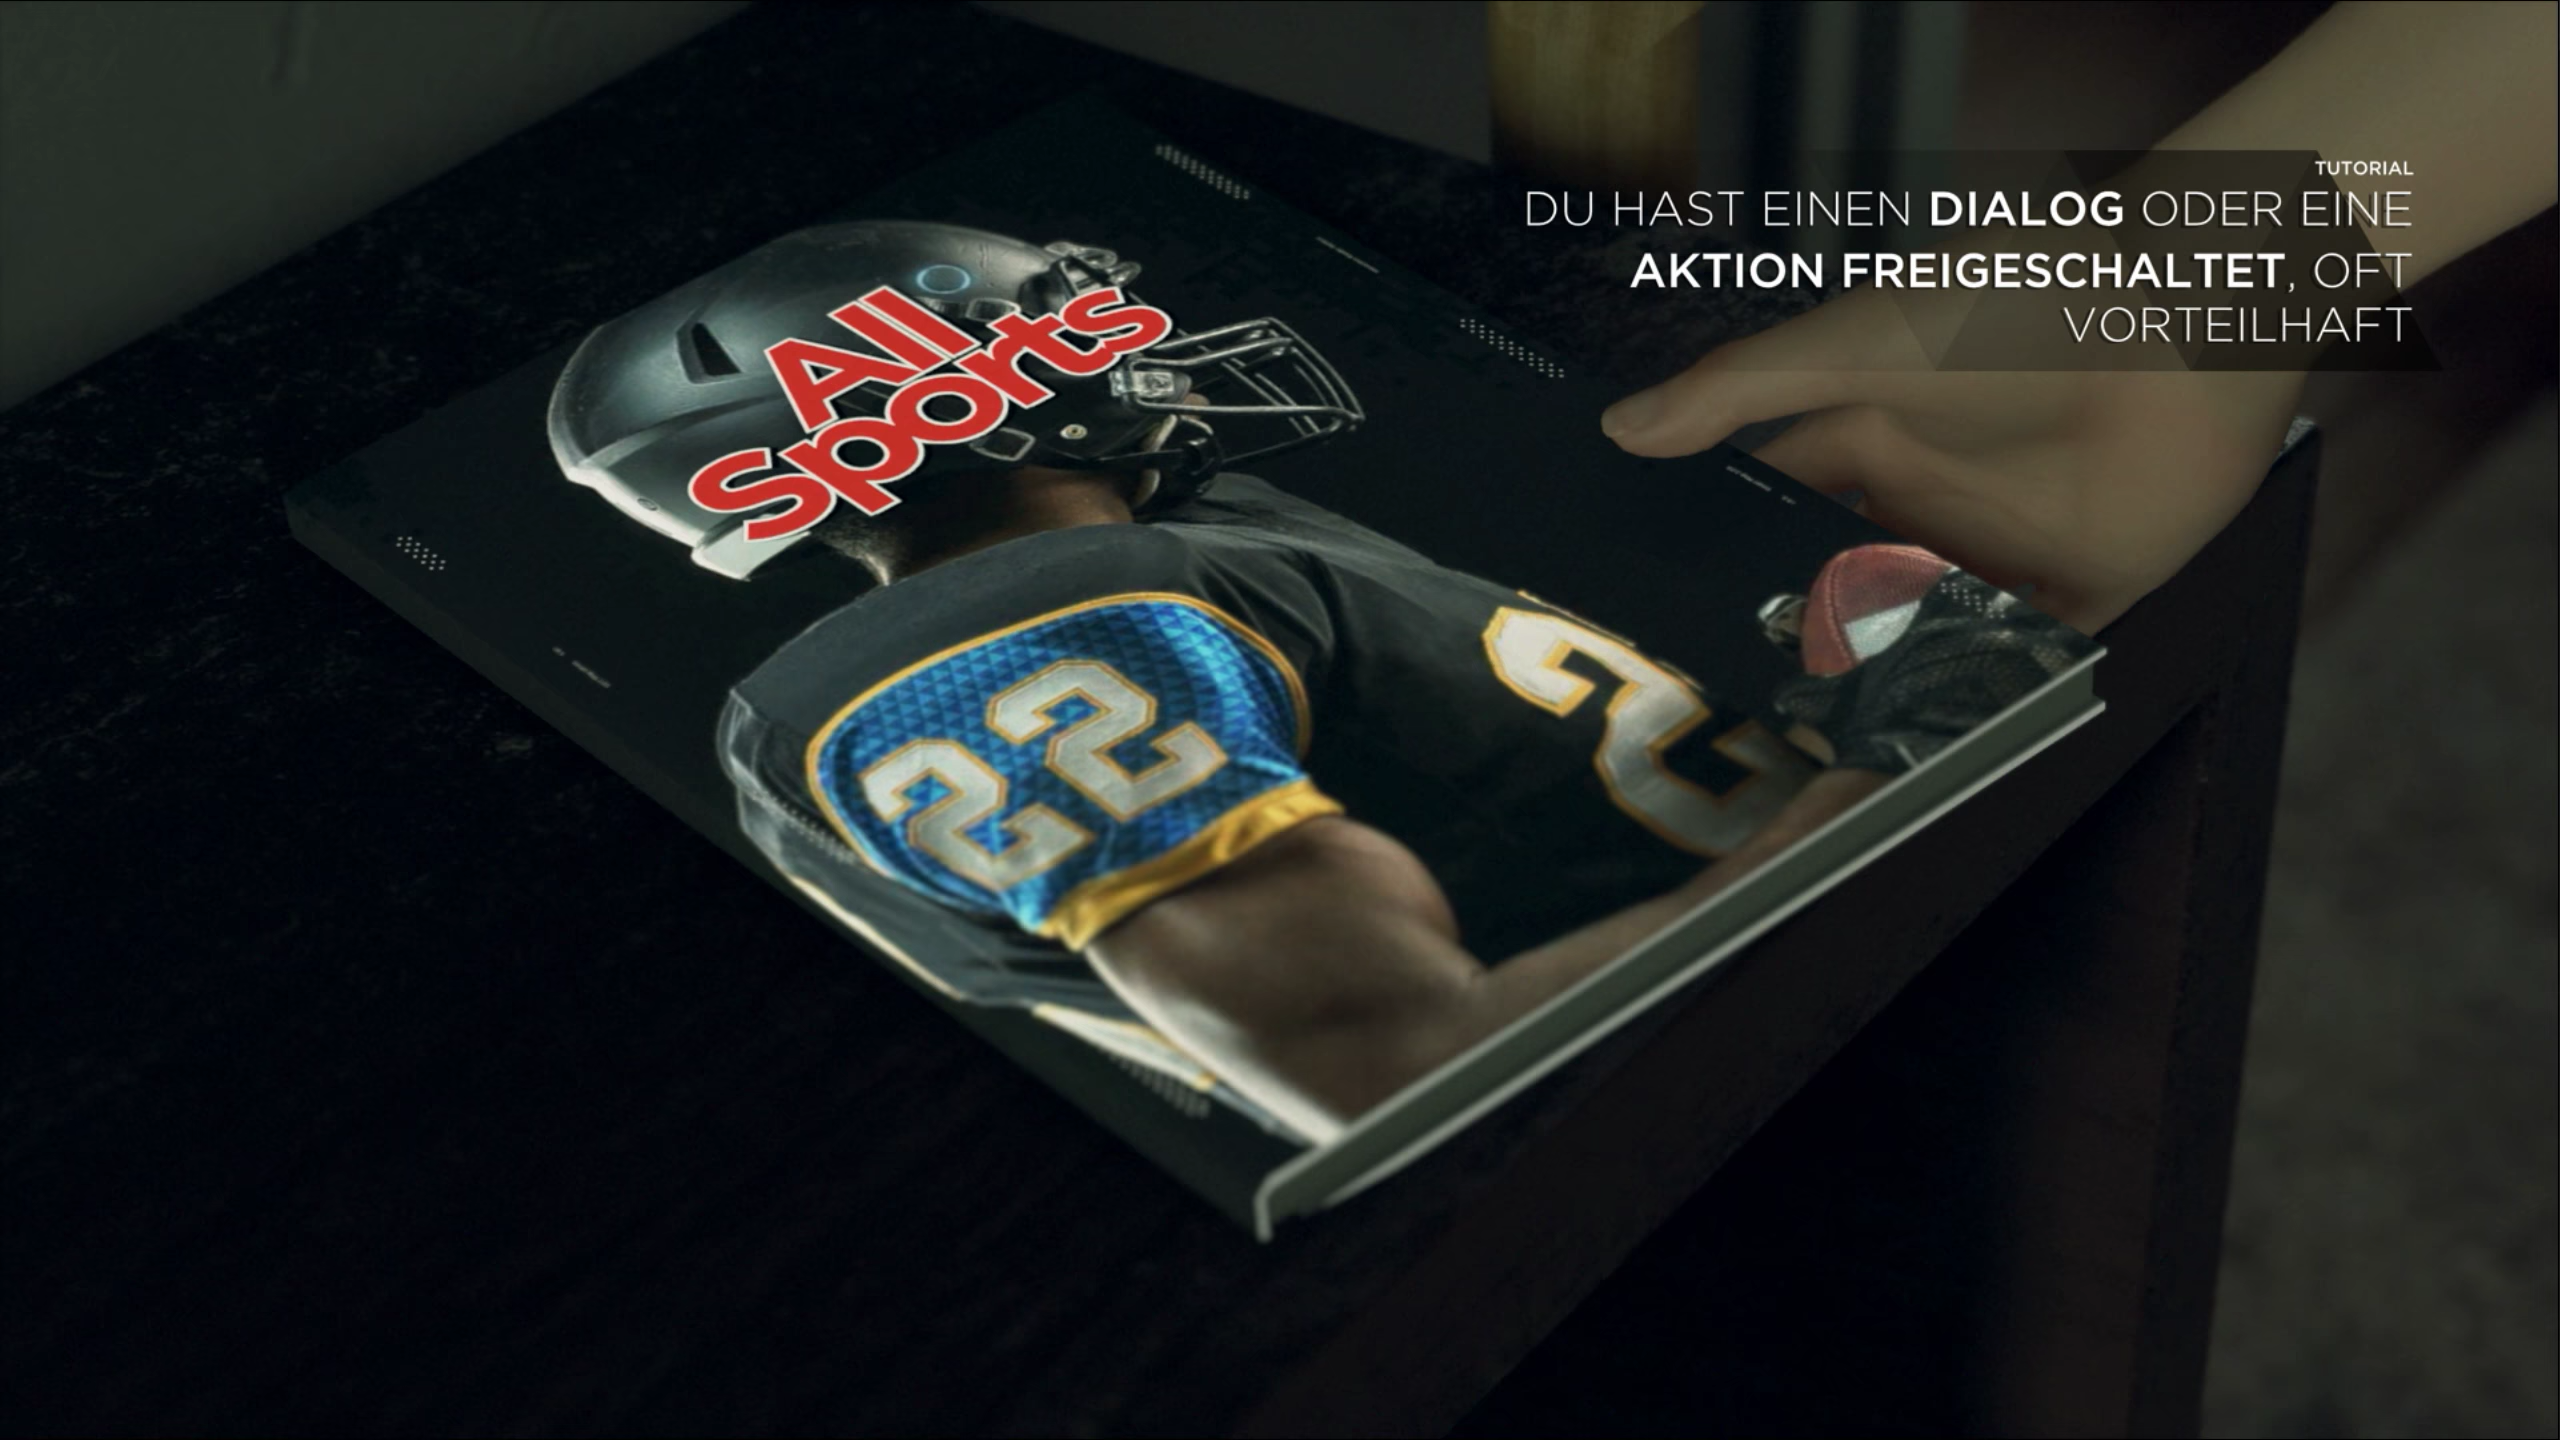 TUTORIAL
DU HAST EINEN DIALOG ODER EINE
AKTION FREIGESCHALTET, OFT
VORTEILHAFT
All
Sports
22
2